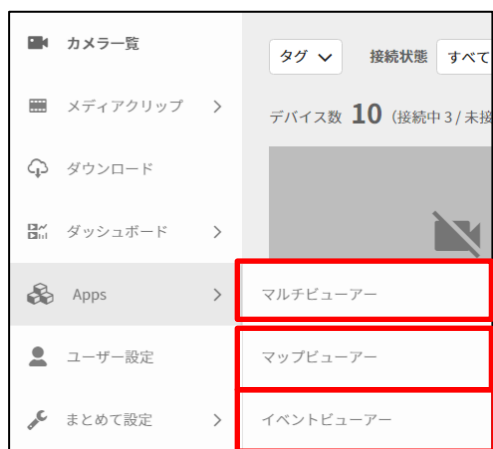 カメラ一覧
メディアクリップ
ダウンロード
ダッシュボード
Apps
ユーザー設定
まとめて設定
タグ 接続状態 すべて
デバイス数 10 (接続中 3 / 未接
マルチビューアー
マップビューアー
イベントビューアー